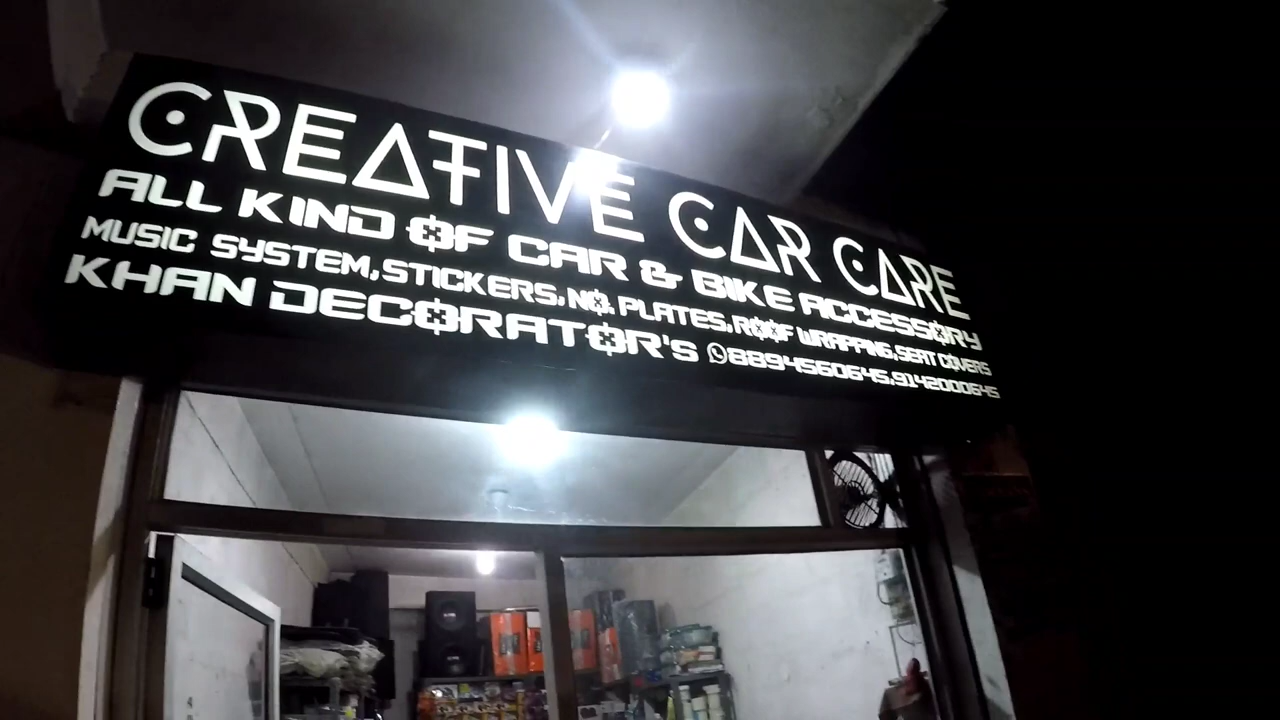 CREATIVE CAR CARE
ALL KIND OF CAR & BIKE ACCESSORY
MUSIC SYSTEM, STICKERS, NO. PLATES, ROOF WRAPPING, SEAT COVERS
KHAN DECORATOR'S 8894560645, 9142000645